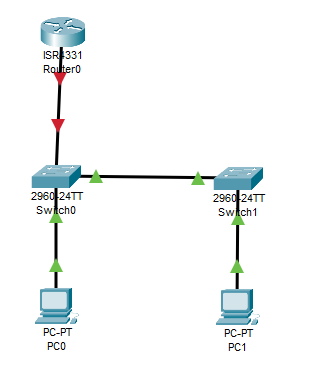 ISR4331
Router0
2960-24TT
Switch0
2960-24TT
Switch1
PC-PT
PC0
PC-PT
PC1